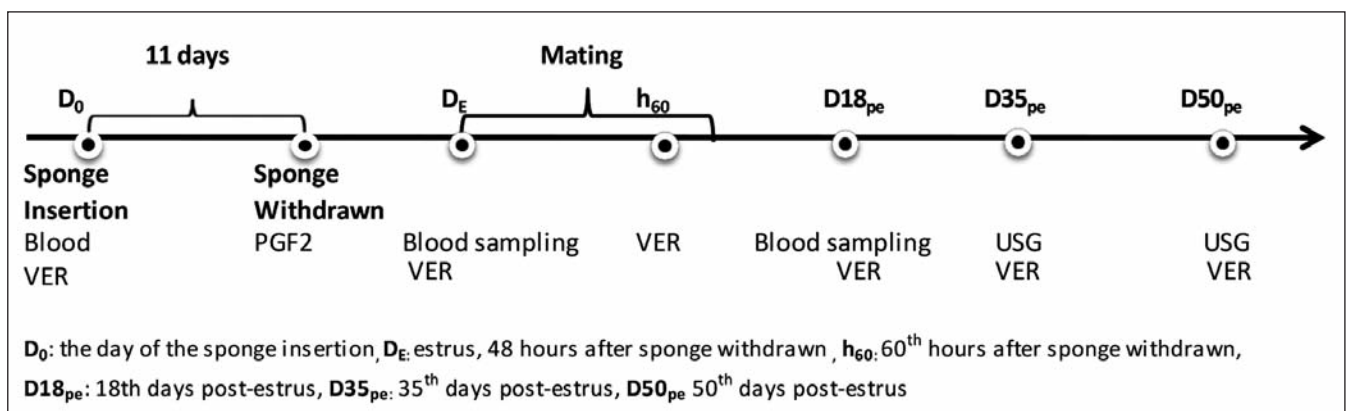 11 days Mating
D₀ Dᴇ h₆₀ D18ₚₑ D35ₚₑ D50ₚₑ
Sponge Sponge
Insertion Withdrawn
Blood PGF2 Blood sampling VER Blood sampling USG USG
VER VER VER VER VER
D₀: the day of the sponge insertion, Dᴇ: estrus, 48 hours after sponge withdrawn , h₆₀: 60th hours after sponge withdrawn,
D18ₚₑ: 18th days post-estrus, D35ₚₑ: 35th days post-estrus, D50ₚₑ 50th days post-estrus